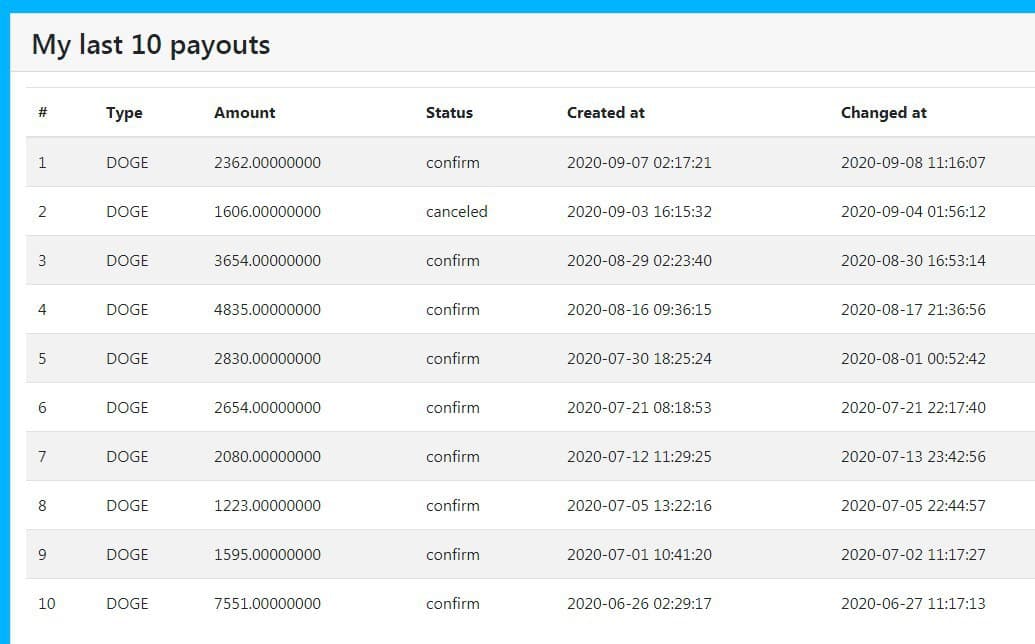 My last 10 payouts
# Type Amount Status Created at Changed at
1 DOGE 2362.00000000 confirm 2020-09-07 02:17:21 2020-09-08 11:16:07
2 DOGE 1606.00000000 canceled 2020-09-03 16:15:32 2020-09-04 01:56:12
3 DOGE 3654.00000000 confirm 2020-08-29 02:23:40 2020-08-30 16:53:14
4 DOGE 4835.00000000 confirm 2020-08-16 09:36:15 2020-08-17 21:36:56
5 DOGE 2830.00000000 confirm 2020-07-30 18:25:24 2020-08-01 00:52:42
6 DOGE 2654.00000000 confirm 2020-07-21 08:18:53 2020-07-21 22:17:40
7 DOGE 2080.00000000 confirm 2020-07-12 11:29:25 2020-07-13 23:42:56
8 DOGE 1223.00000000 confirm 2020-07-05 13:22:16 2020-07-05 22:44:57
9 DOGE 1595.00000000 confirm 2020-07-01 10:41:20 2020-07-02 11:17:27
10 DOGE 7551.00000000 confirm 2020-06-26 02:29:17 2020-06-27 11:17:13